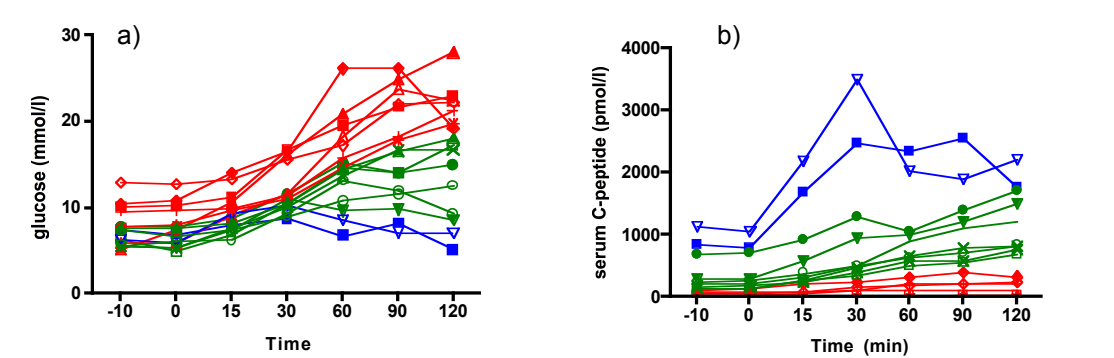 a)
glucose (mmol/l)
30
20
10
0
-10 0 15 30 60 90 120
Time
b)
serum C-peptide (pmol/l)
4000
3000
2000
1000
0
-10 0 15 30 60 90 120
Time (min)